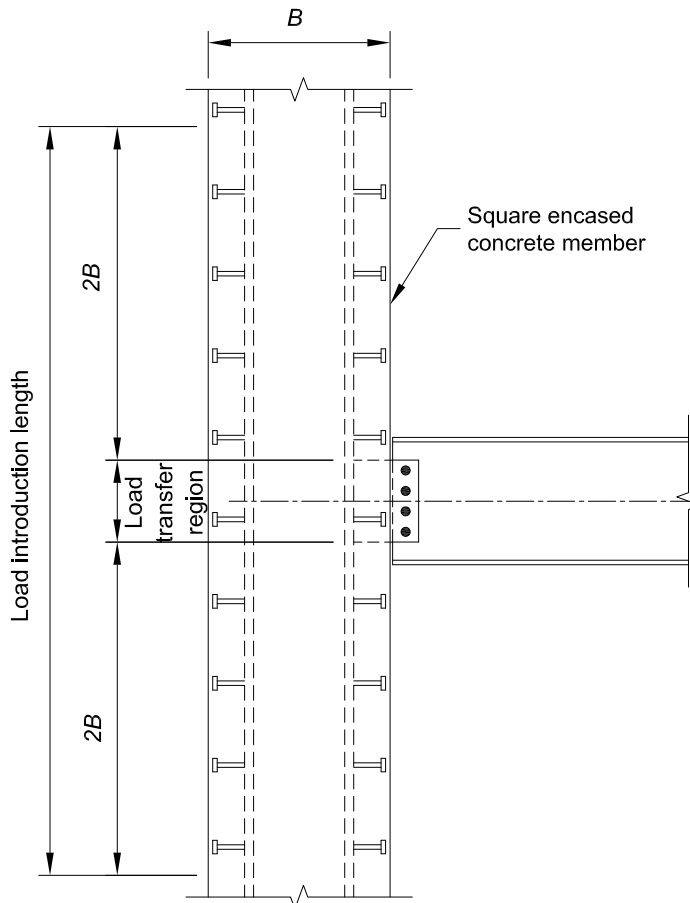 B
Square encased
concrete member
2B
Load introduction length
Load
transfer
region
2B